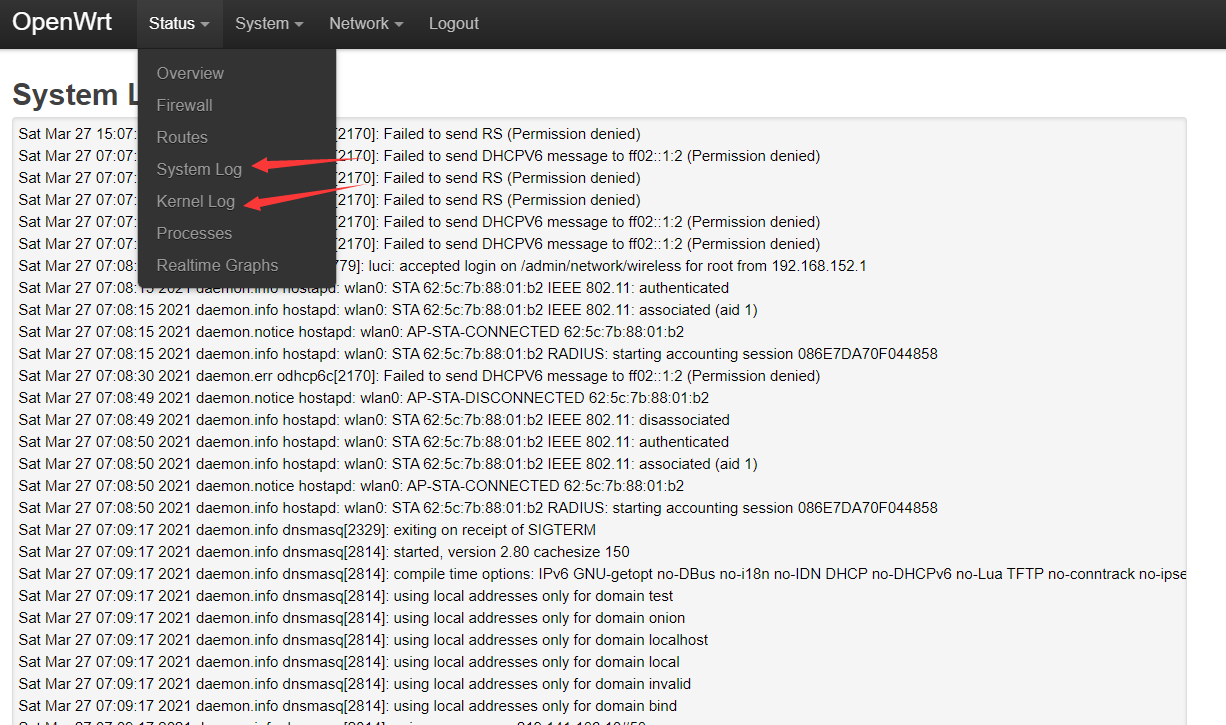 OpenWrt Status System Network Logout
Overview
Firewall
Routes
System Log
Kernel Log
Processes
Realtime Graphs
System
Sat Mar 27 15:07: [2170]: Failed to send RS (Permission denied)
Sat Mar 27 07:07: [2170]: Failed to send DHCPV6 message to ff02::1:2 (Permission denied)
Sat Mar 27 07:07: [2170]: Failed to send RS (Permission denied)
Sat Mar 27 07:07: [2170]: Failed to send RS (Permission denied)
Sat Mar 27 07:07: [2170]: Failed to send DHCPV6 message to ff02::1:2 (Permission denied)
Sat Mar 27 07:07: [2170]: Failed to send DHCPV6 message to ff02::1:2 (Permission denied)
Sat Mar 27 07:08: 779]: luci: accepted login on /admin/network/wireless for root from 192.168.152.1
Sat Mar 27 07:08:15 2021 daemon.info hostapd: wlan0: STA 62:5c:7b:88:01:b2 IEEE 802.11: authenticated
Sat Mar 27 07:08:15 2021 daemon.info hostapd: wlan0: STA 62:5c:7b:88:01:b2 IEEE 802.11: associated (aid 1)
Sat Mar 27 07:08:15 2021 daemon.notice hostapd: wlan0: AP-STA-CONNECTED 62:5c:7b:88:01:b2
Sat Mar 27 07:08:15 2021 daemon.info hostapd: wlan0: STA 62:5c:7b:88:01:b2 RADIUS: starting accounting session 086E7DA70F044858
Sat Mar 27 07:08:30 2021 daemon.err odhcp6c[2170]: Failed to send DHCPV6 message to ff02::1:2 (Permission denied)
Sat Mar 27 07:08:49 2021 daemon.notice hostapd: wlan0: AP-STA-DISCONNECTED 62:5c:7b:88:01:b2
Sat Mar 27 07:08:49 2021 daemon.info hostapd: wlan0: STA 62:5c:7b:88:01:b2 IEEE 802.11: disassociated
Sat Mar 27 07:08:50 2021 daemon.info hostapd: wlan0: STA 62:5c:7b:88:01:b2 IEEE 802.11: authenticated
Sat Mar 27 07:08:50 2021 daemon.info hostapd: wlan0: STA 62:5c:7b:88:01:b2 IEEE 802.11: associated (aid 1)
Sat Mar 27 07:08:50 2021 daemon.notice hostapd: wlan0: AP-STA-CONNECTED 62:5c:7b:88:01:b2
Sat Mar 27 07:08:50 2021 daemon.info hostapd: wlan0: STA 62:5c:7b:88:01:b2 RADIUS: starting accounting session 086E7DA70F044858
Sat Mar 27 07:09:17 2021 daemon.info dnsmasq[2329]: exiting on receipt of SIGTERM
Sat Mar 27 07:09:17 2021 daemon.info dnsmasq[2814]: started, version 2.80 cachesize 150
Sat Mar 27 07:09:17 2021 daemon.info dnsmasq[2814]: compile time options: IPv6 GNU-getopt no-DBus no-i18n no-IDN DHCP no-DHCPv6 no-Lua TFTP no-conntrack no-ipse
Sat Mar 27 07:09:17 2021 daemon.info dnsmasq[2814]: using local addresses only for domain test
Sat Mar 27 07:09:17 2021 daemon.info dnsmasq[2814]: using local addresses only for domain onion
Sat Mar 27 07:09:17 2021 daemon.info dnsmasq[2814]: using local addresses only for domain localhost
Sat Mar 27 07:09:17 2021 daemon.info dnsmasq[2814]: using local addresses only for domain local
Sat Mar 27 07:09:17 2021 daemon.info dnsmasq[2814]: using local addresses only for domain invalid
Sat Mar 27 07:09:17 2021 daemon.info dnsmasq[2814]: using local addresses only for domain bind